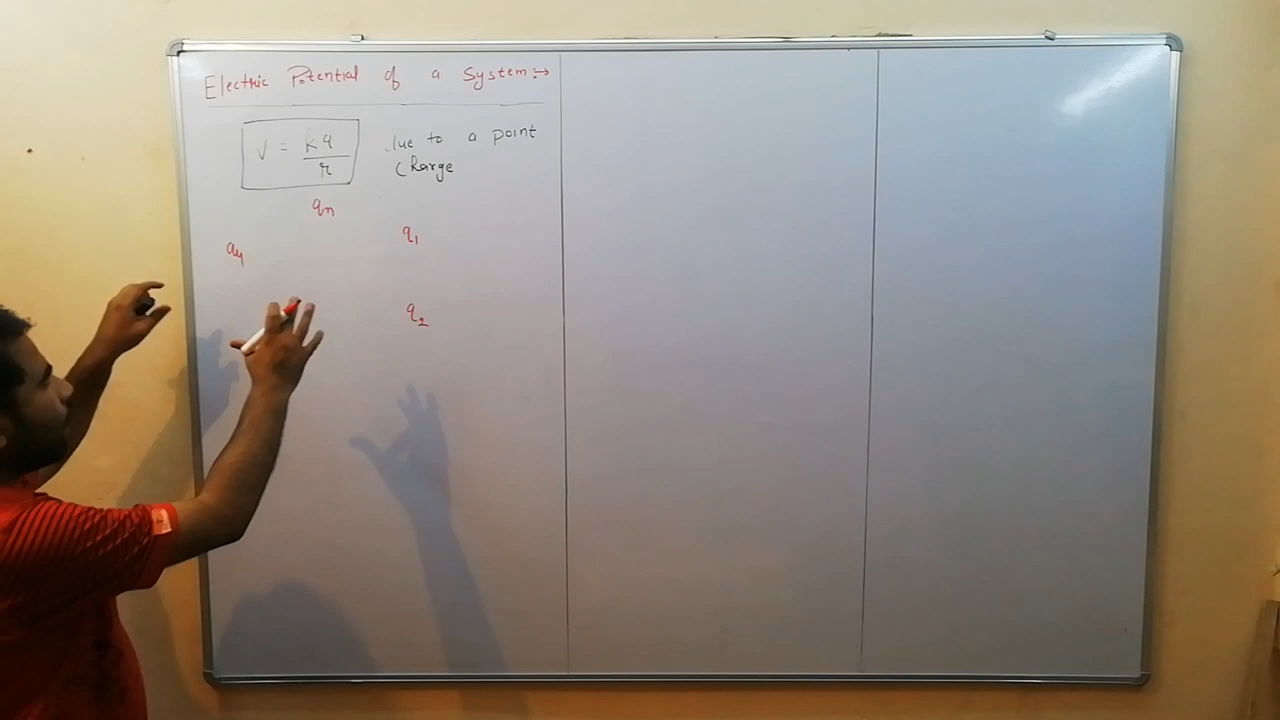 Electric Potential of a System:→
V = kq/r due to a point
charge
qn
q4 q1
q2